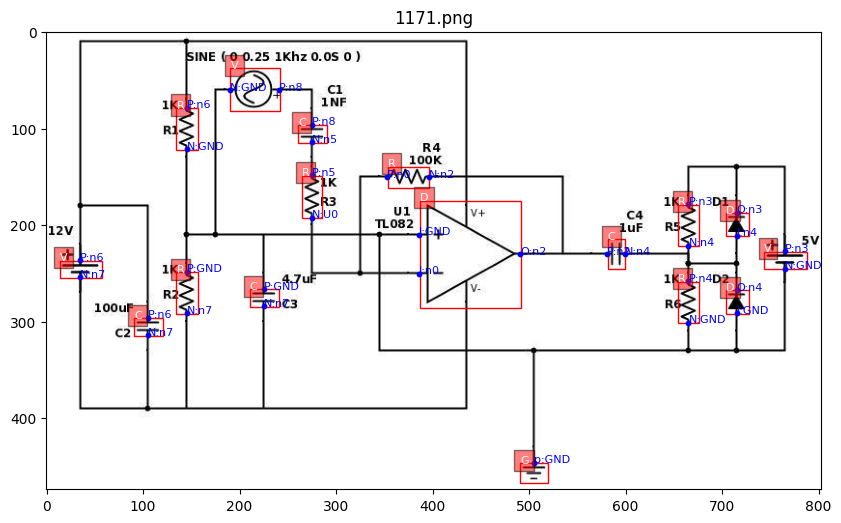 1171.png
SINE ( 0 0.25 1Khz 0.0S 0 )
V
N:GND
P:n8
+
C1
1NF
C
P:n8
N:n5
1K
R
P:n6
R1
N:GND
R
P:n5
1K
R3
N:U0
R4
100K
R
N:n2
D
U1
TL082
V+
I:GND
+
I:n0
V-
O:n2
C4
1uF
C
P:n2
N:n4
1K
R
P:n3
R5
N:n4
D1
D
O:n3
I:n4
5V
V
P:n3
N:GND
1K
R
P:n4
R6
N:GND
D2
D
O:n4
I:GND
12V
V
P:n6
N:n7
100uF
C
P:n6
C2
N:n7
1K
R
P:GND
R2
N:n7
4.7uF
C
P:GND
C3
G
p:GND
0
100
200
300
400
0
100
200
300
400
500
600
700
800